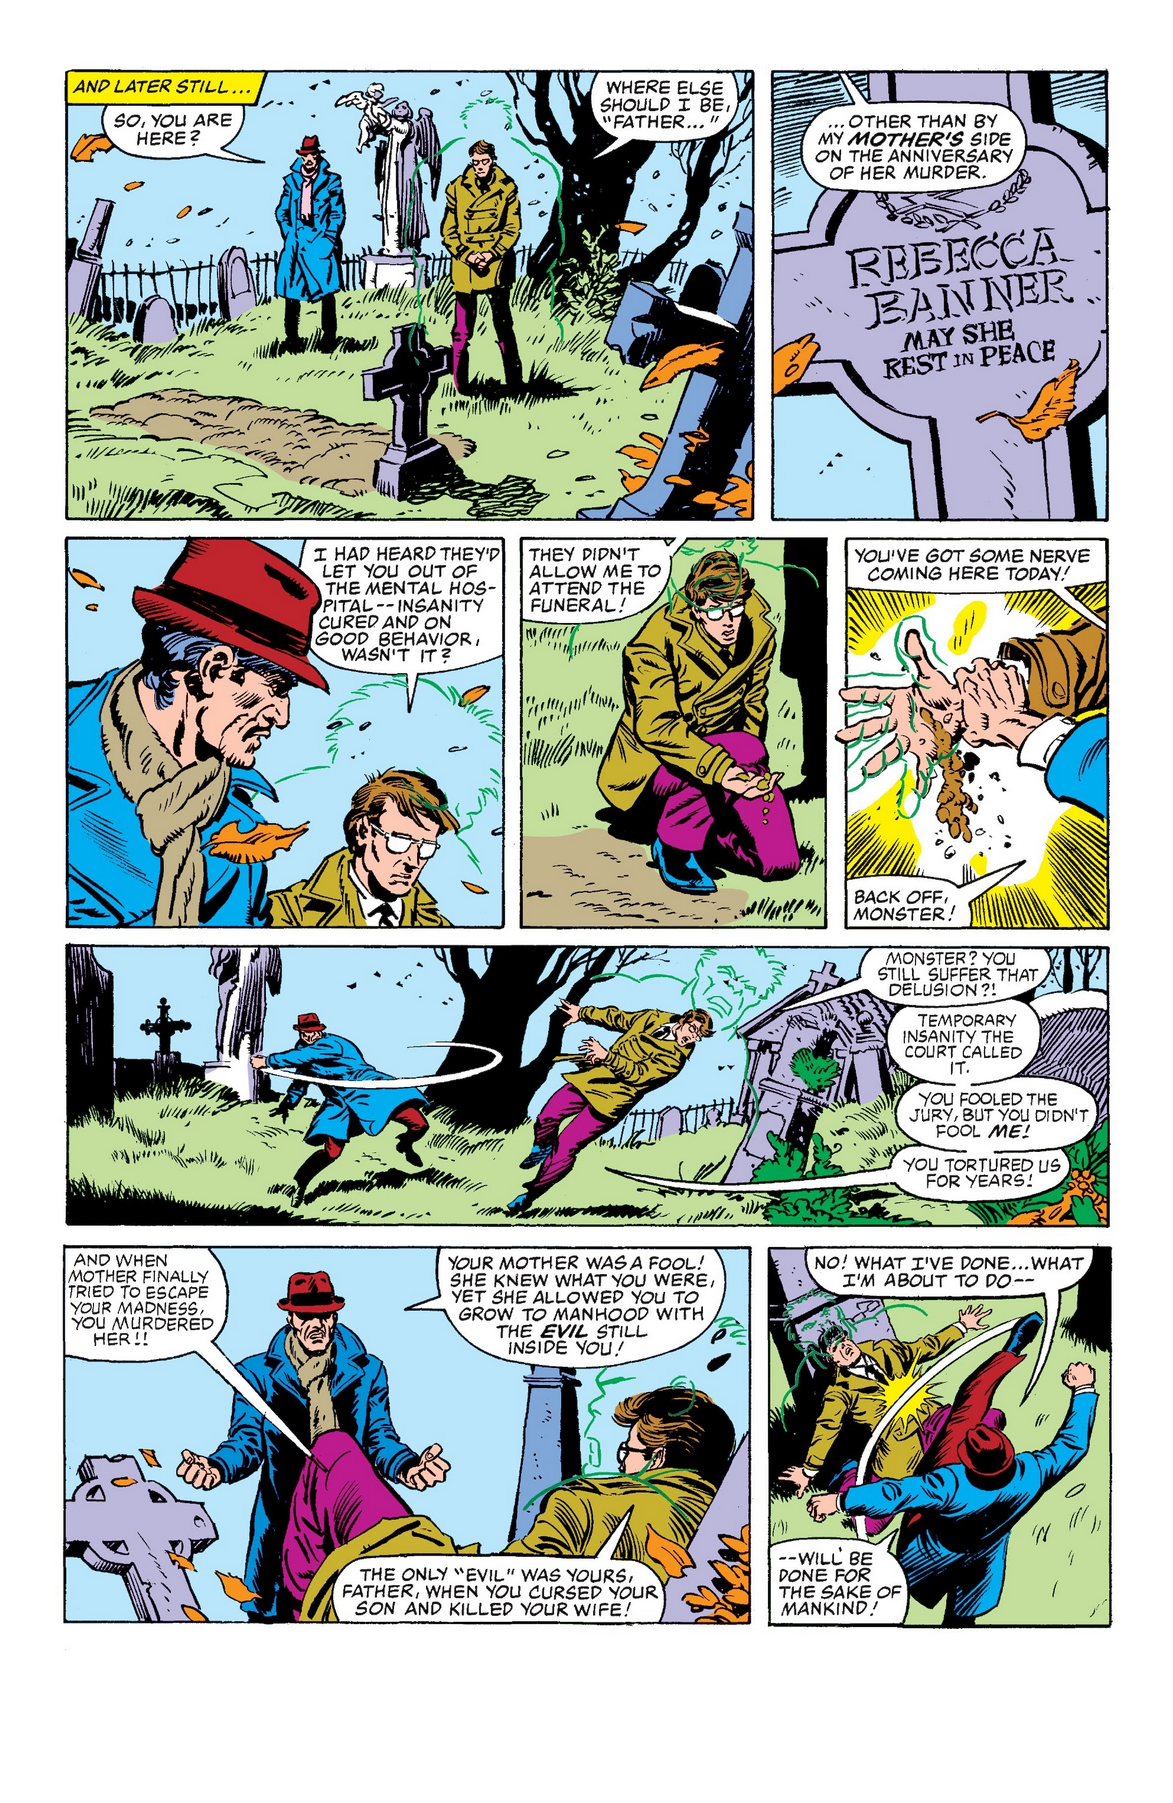 AND LATER STILL...
SO, YOU ARE
HERE?
WHERE ELSE
SHOULD I BE,
"FATHER..."
...OTHER THAN BY
MY MOTHER'S SIDE
ON THE ANNIVERSARY
OF HER MURDER.
REBECCA
BANNER
MAY SHE
REST IN PEACE
I HAD HEARD THEY'D
LET YOU OUT OF
THE MENTAL HOS-
PITAL--INSANITY
CURED AND ON
GOOD BEHAVIOR,
WASN'T IT?
THEY DIDN'T
ALLOW ME TO
ATTEND THE
FUNERAL!
YOU'VE GOT SOME NERVE
COMING HERE TODAY!
BACK OFF,
MONSTER!
MONSTER? YOU
STILL SUFFER THAT
DELUSION?!
TEMPORARY
INSANITY THE
COURT CALLED
IT.
YOU FOOLED THE
JURY, BUT YOU DIDN'T
FOOL ME!
YOU TORTURED US
FOR YEARS!
AND WHEN
MOTHER FINALLY
TRIED TO ESCAPE
YOUR MADNESS,
YOU MURDERED
HER!!
YOUR MOTHER WAS A FOOL!
SHE KNEW WHAT YOU WERE,
YET SHE ALLOWED YOU TO
GROW TO MANHOOD WITH
THE EVIL STILL
INSIDE YOU!
THE ONLY "EVIL" WAS YOURS,
FATHER, WHEN YOU CURSED YOUR
SON AND KILLED YOUR WIFE!
NO! WHAT I'VE DONE...WHAT
I'M ABOUT TO DO--
--WILL BE
DONE FOR
THE SAKE OF
MANKIND!